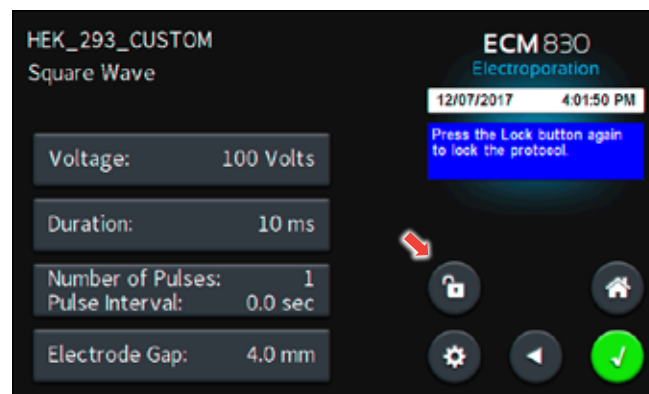 HEK_293_CUSTOM
Square Wave
ECM 830
Electroporation
12/07/2017 4:01:50 PM
Press the Lock button again
to lock the protocol.
Voltage: 100 Volts
Duration: 10 ms
Number of Pulses: 1
Pulse Interval: 0.0 sec
Electrode Gap: 4.0 mm